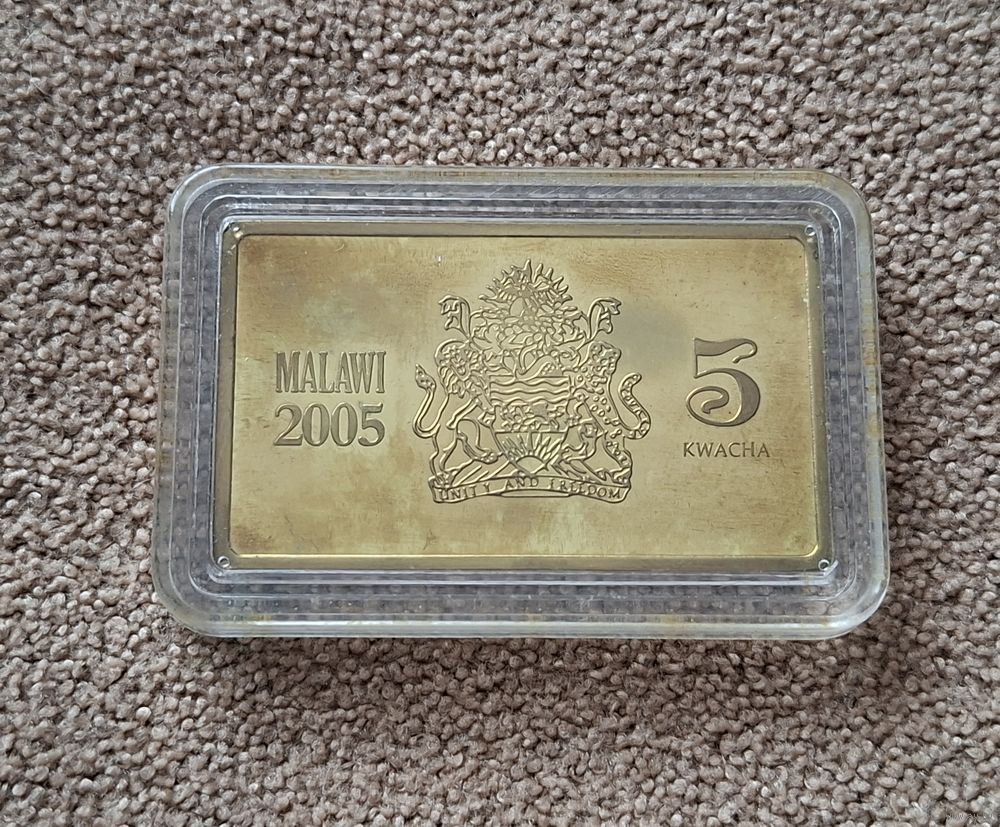 MALAWI
2005
5
KWACHA
UNITY AND FREEDOM